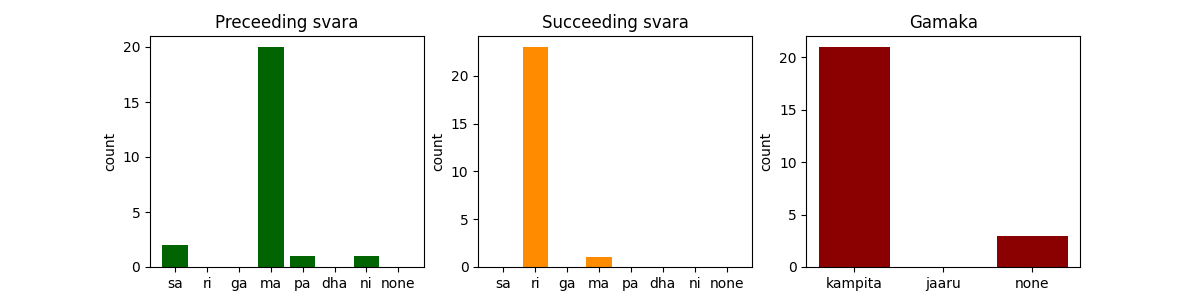 Preceeding svara
count
20
15
10
5
0
sa ri ga ma pa dha ni none
Succeeding svara
count
20
15
10
5
0
sa ri ga ma pa dha ni none
Gamaka
count
20
15
10
5
0
kampita jaaru none